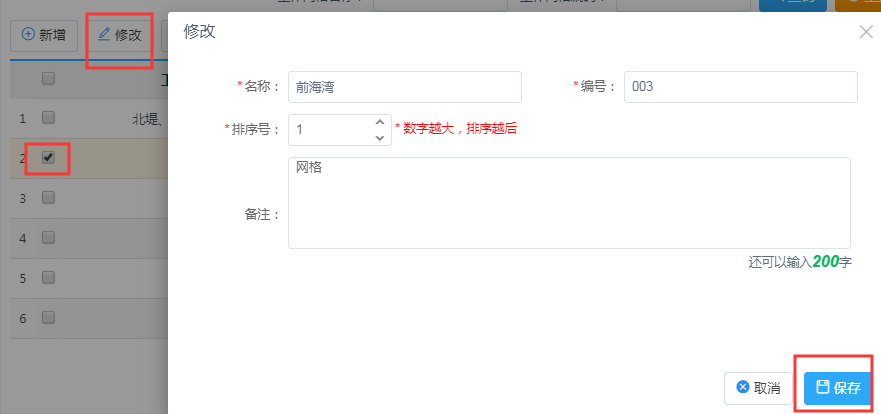 新增
修改
修改
*名称： 前海湾
*编号： 003
*排序号： 1 * 数字越大，排序越后
备注： 网格
还可以输入200字
取消
保存
1 北堤、
2
3
4
5
6